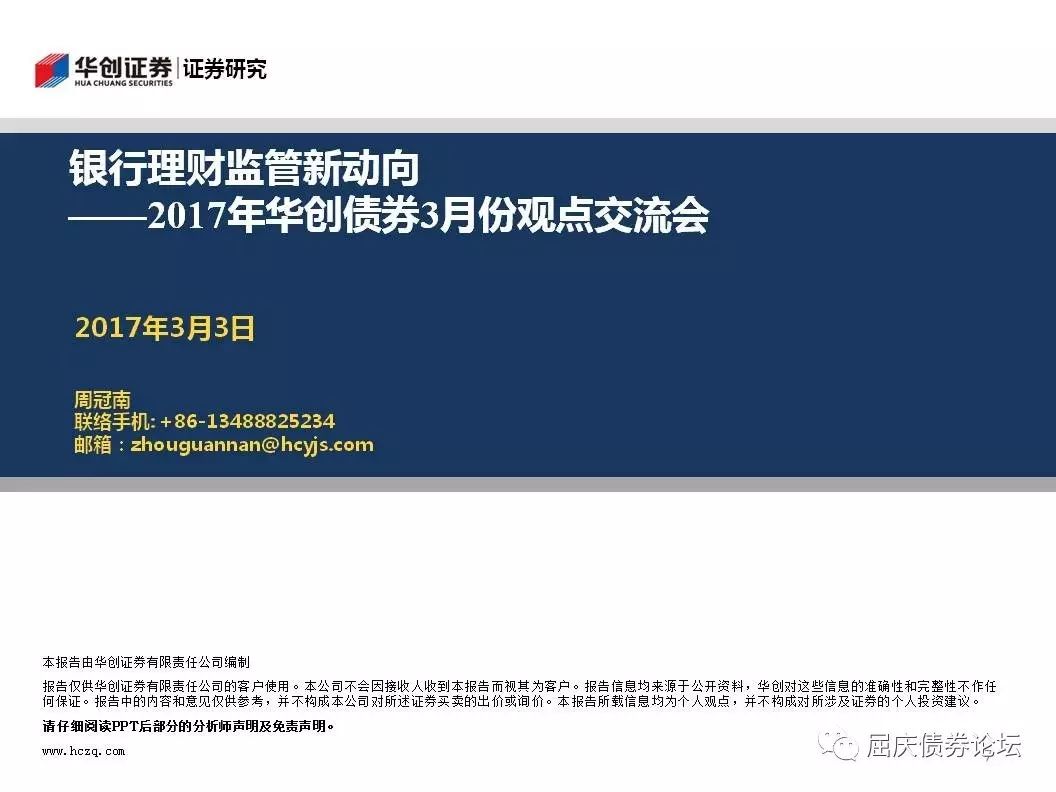 华创证券
HUA CHUANG SECURITIES
证券研究
银行理财监管新动向
——2017年华创债券3月份观点交流会
2017年3月3日
周冠南
联络手机: +86-13488825234
邮箱：zhouguannan@hcyjs.com
本报告由华创证券有限责任公司编制
报告仅供华创证券有限责任公司的客户使用。本公司不会因接收人收到本报告而视其为客户。报告信息均来源于公开资料，华创对这些信息的准确性和完整性不作任
何保证。报告中的内容和意见仅供参考，并不构成本公司对所述证券买卖的出价或询价。本报告所载信息均为个人观点，并不构成对所涉及证券的个人投资建议。
请仔细阅读PPT后部分的分析师声明及免责声明。
www.hczq.com
屈庆债券论坛